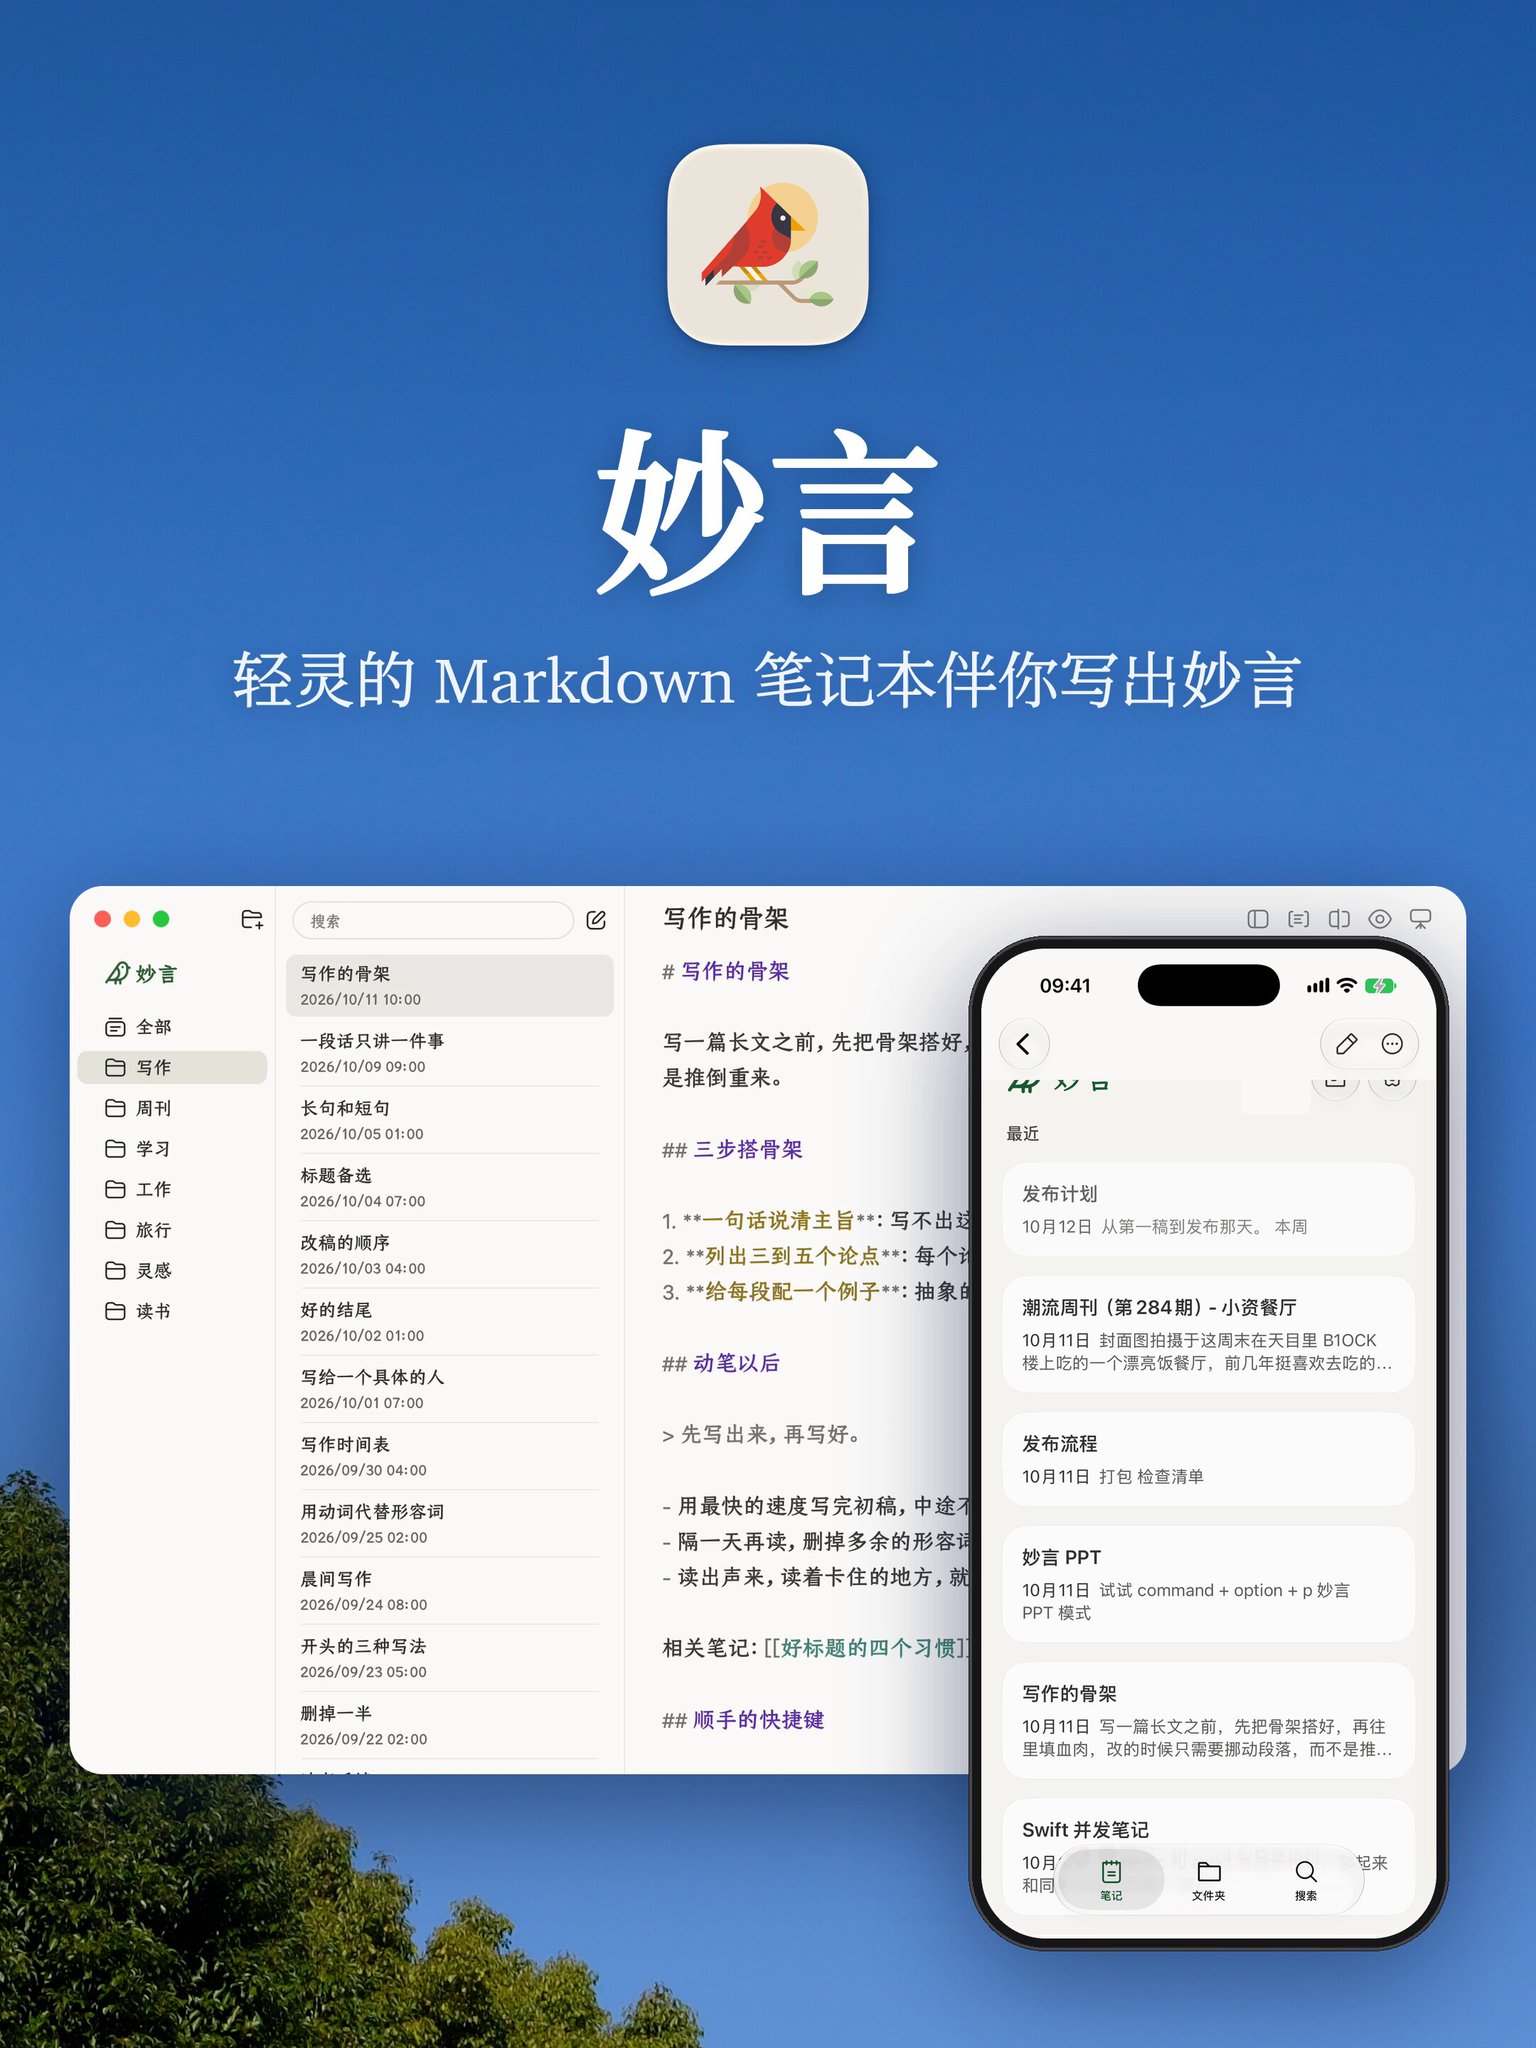 妙言
轻灵的 Markdown 笔记本伴你写出妙言
妙言
全部
写作
周刊
学习
工作
旅行
灵感
读书
搜索
写作的骨架
2026/10/11 10:00
一段话只讲一件事
2026/10/09 09:00
长句和短句
2026/10/05 01:00
标题备选
2026/10/04 07:00
改稿的顺序
2026/10/03 04:00
好的结尾
2026/10/02 01:00
写给一个具体的人
2026/10/01 07:00
写作时间表
2026/09/30 04:00
用动词代替形容词
2026/09/25 02:00
晨间写作
2026/09/24 08:00
开头的三种写法
2026/09/23 05:00
删掉一半
2026/09/22 02:00
写作的骨架
# 写作的骨架
写一篇长文之前，先把骨架搭好，
是推倒重来。
## 三步搭骨架
1. **一句话说清主旨**：写不出这
2. **列出三到五个论点**：每个论
3. **给每段配一个例子**：抽象的
## 动笔以后
> 先写出来，再写好。
- 用最快的速度写完初稿，中途不
- 隔一天再读，删掉多余的形容词
- 读出声来，读着卡住的地方，就
相关笔记：[[好标题的四个习惯]]
## 顺手的快捷键
09:41
妙言
最近
发布计划
10月12日 从第一稿到发布那天。 本周
潮流周刊（第284期）- 小资餐厅
10月11日 封面图拍摄于这周末在天目里 B1OCK
楼上吃的一个漂亮饭餐厅，前几年挺喜欢去吃的...
发布流程
10月11日 打包 检查清单
妙言 PPT
10月11日 试试 command + option + p 妙言
PPT 模式
写作的骨架
10月11日 写一篇长文之前，先把骨架搭好，再往
里填血肉，改的时候只需要挪动段落，而不是推...
Swift 并发笔记
10月 起来
和同
笔记
文件夹
搜索